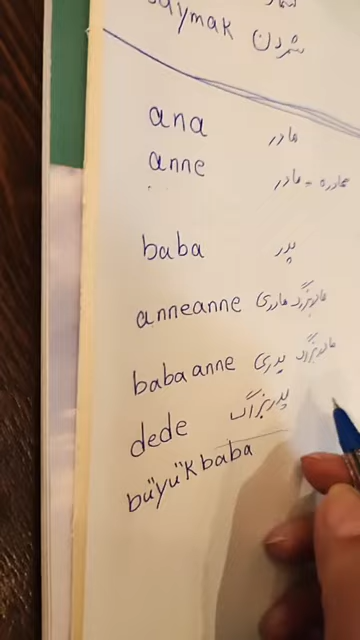 saymak شمردن
ana مادر
anne مادر
baba پدر
anneanne مادربزرگ مادری
babaanne مادربزرگ پدری
dede پدربزرگ
büyük baba